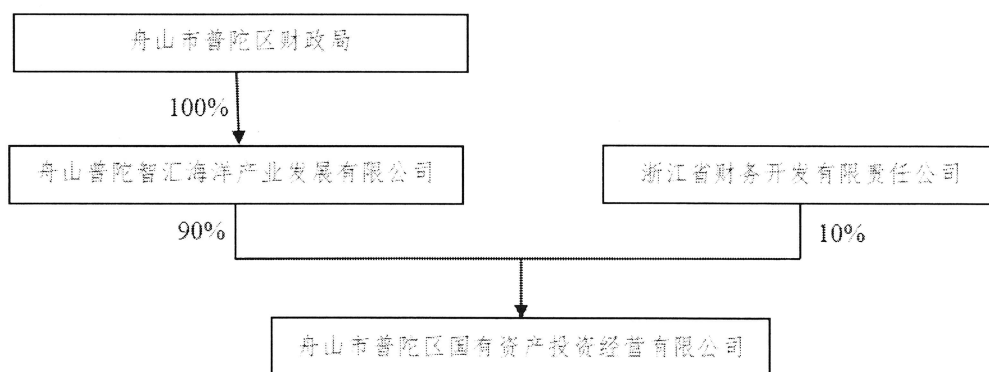 舟山市普陀区财政局
100%
舟山普陀智汇海洋产业发展有限公司
浙江省财务开发有限责任公司
90%
10%
舟山市普陀区国有资产投资经营有限公司